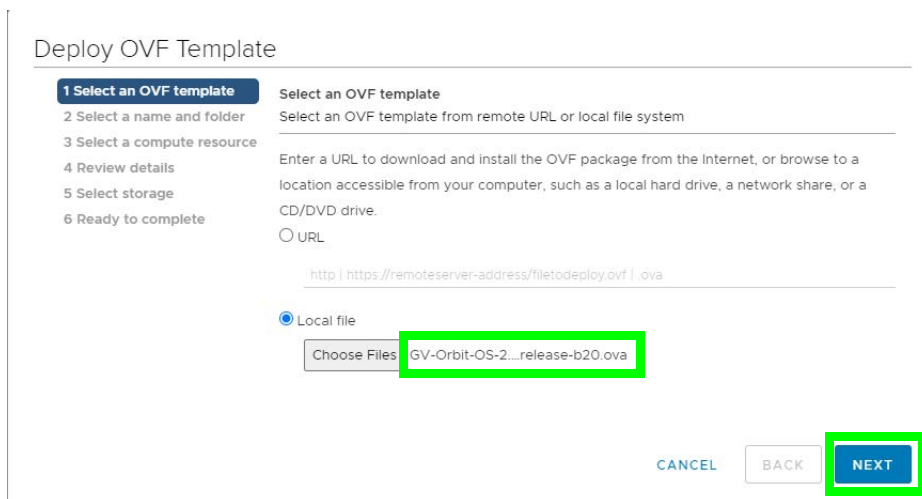 Deploy OVF Template
1 Select an OVF template
2 Select a name and folder
3 Select a compute resource
4 Review details
5 Select storage
6 Ready to complete
Select an OVF template
Select an OVF template from remote URL or local file system
Enter a URL to download and install the OVF package from the Internet, or browse to a
location accessible from your computer, such as a local hard drive, a network share, or a
CD/DVD drive.
URL
http | https://remoteserver-address/filetodeploy.ovf | .ova
Local file
Choose Files GV-Orbit-OS-2....release-b20.ova
CANCEL BACK NEXT